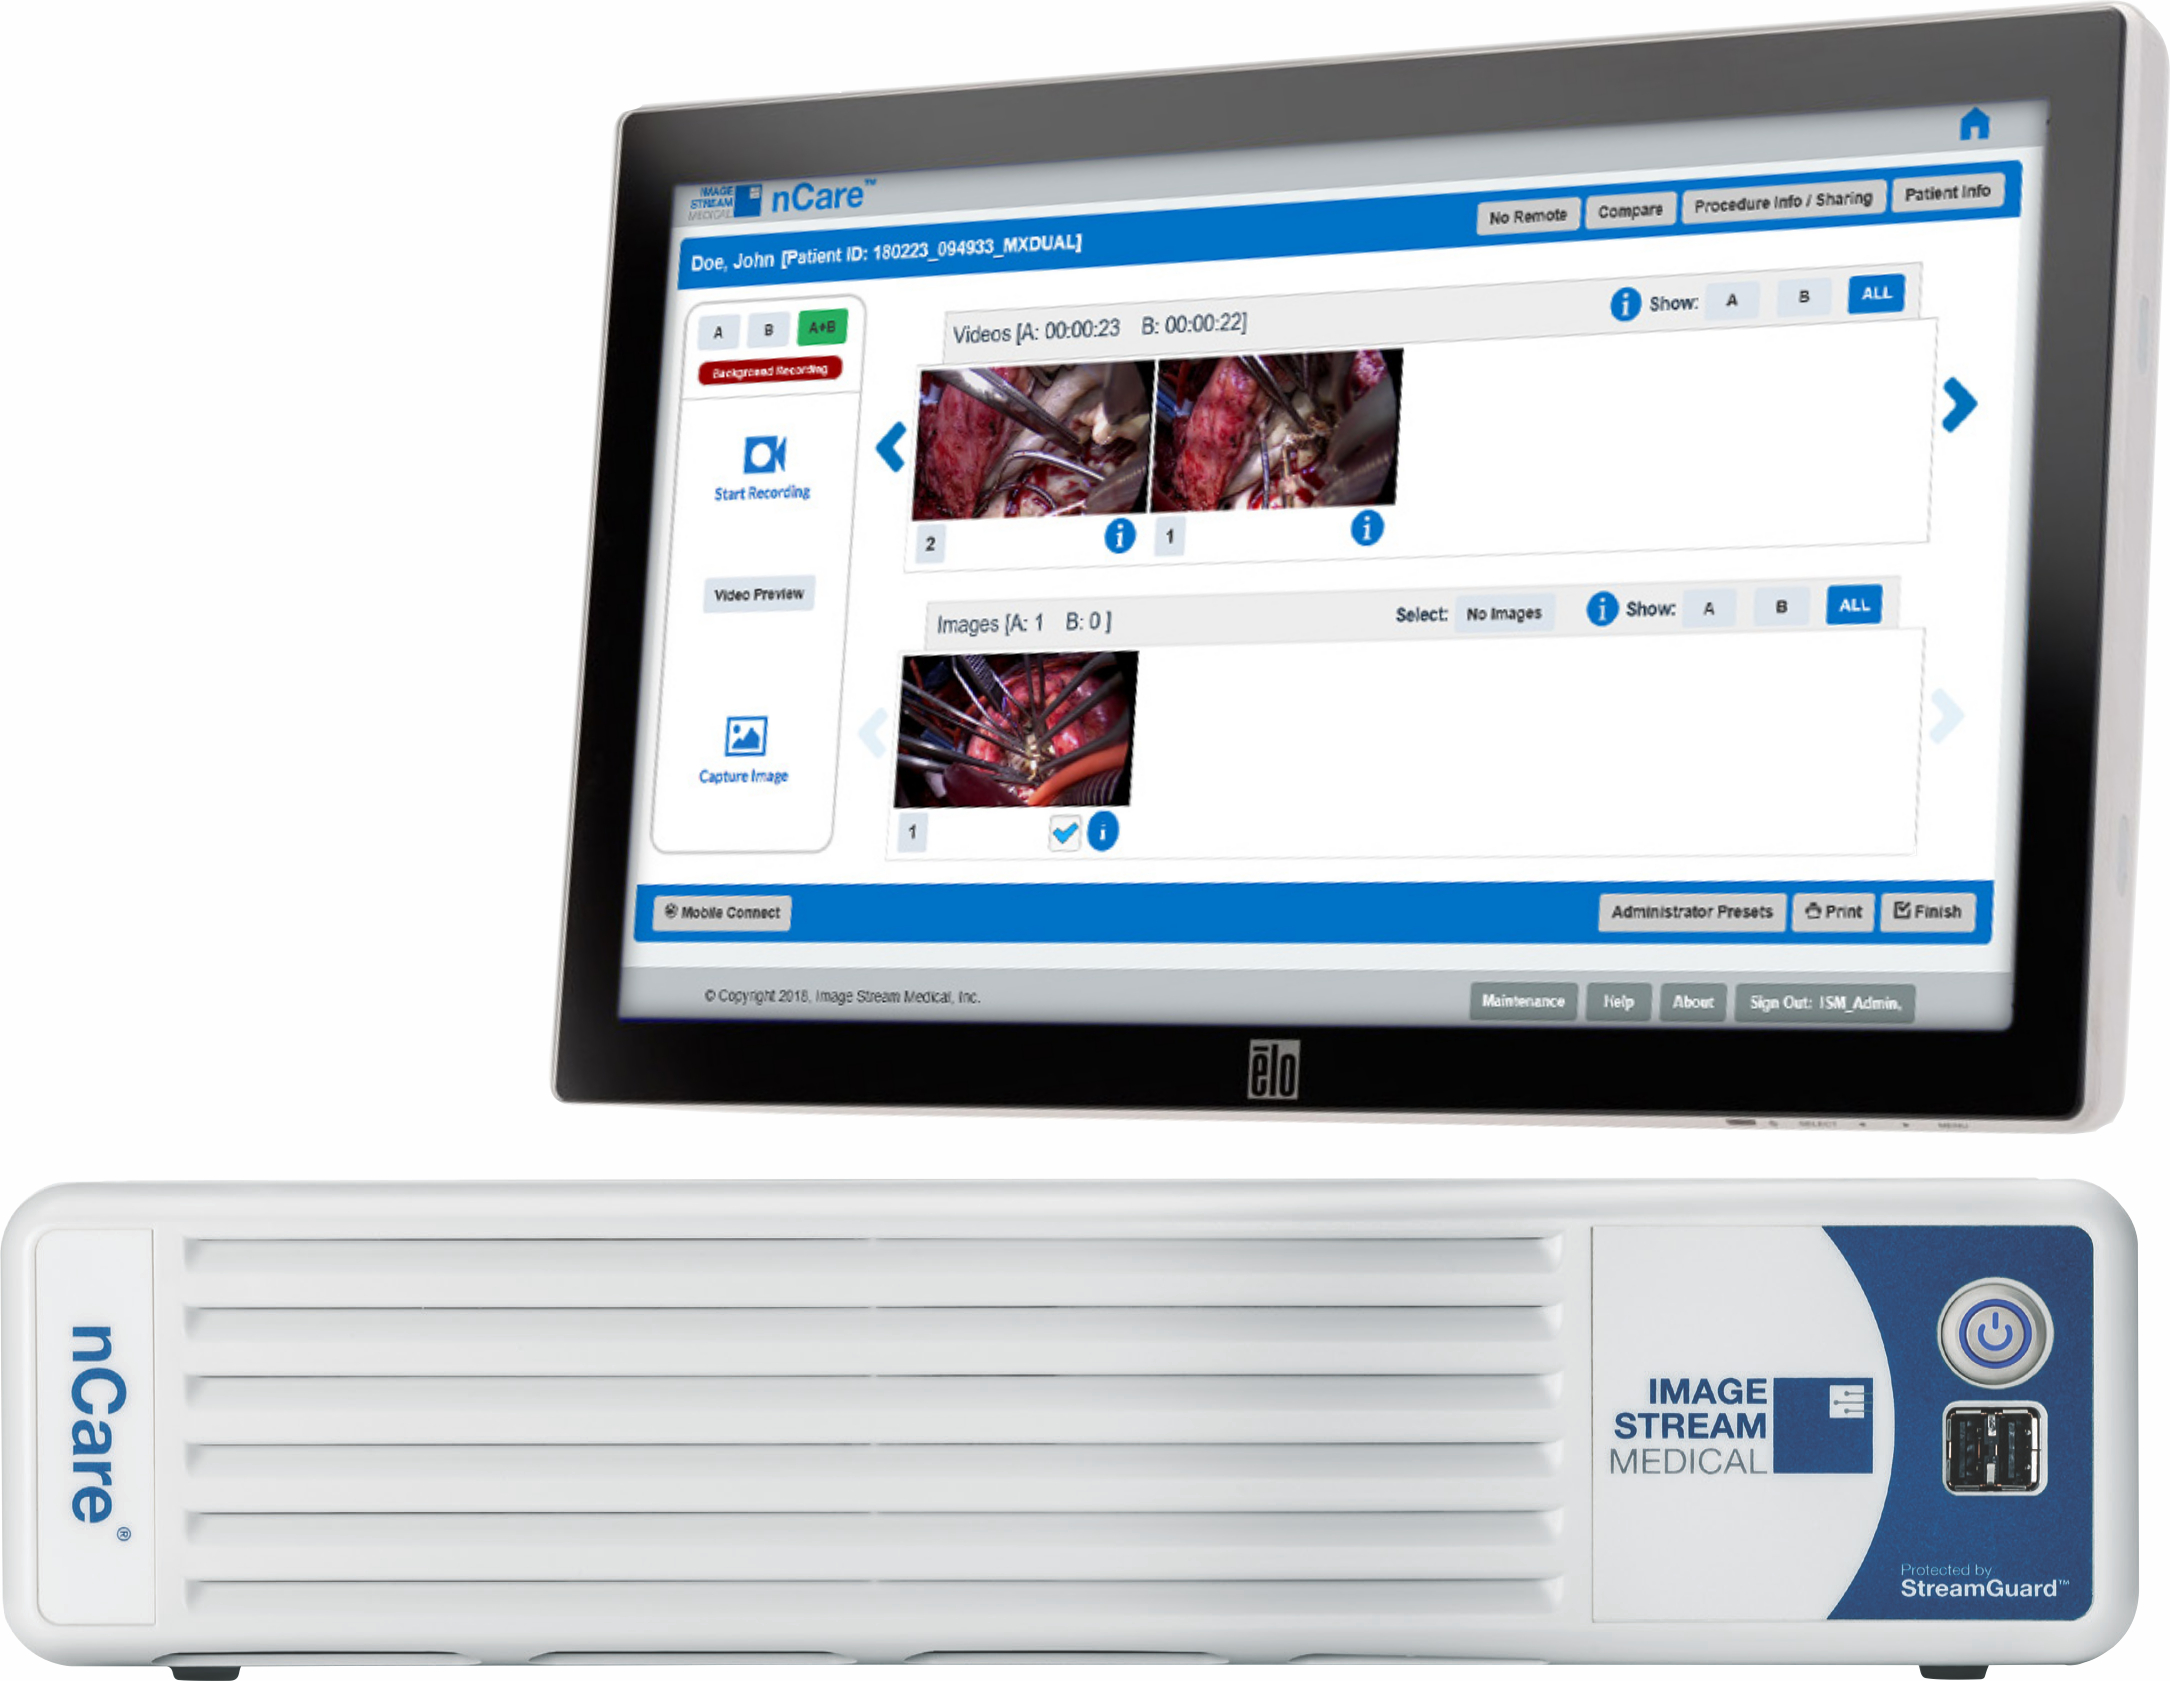 IMAGE
STREAM
MEDICAL
nCare™
No Remote
Compare
Procedure Info / Sharing
Patient Info
Doe, John [Patient ID: 180223_094933_MXDUAL]
A B A+B
Background Recording
Start Recording
Video Preview
Capture Image
Videos [A: 00:00:23 B: 00:00:22]
Show: A B ALL
2
1
Images [A: 1 B: 0 ]
Select: No Images
Show: A B ALL
1
Mobile Connect
Administrator Presets
Print
Finish
© Copyright 2018, Image Stream Medical, Inc.
Maintenance
Help
About
Sign Out: ISM_Admin,
ēlo
SELECT
MENU
nCare®
IMAGE
STREAM
MEDICAL
Protected by
StreamGuard™